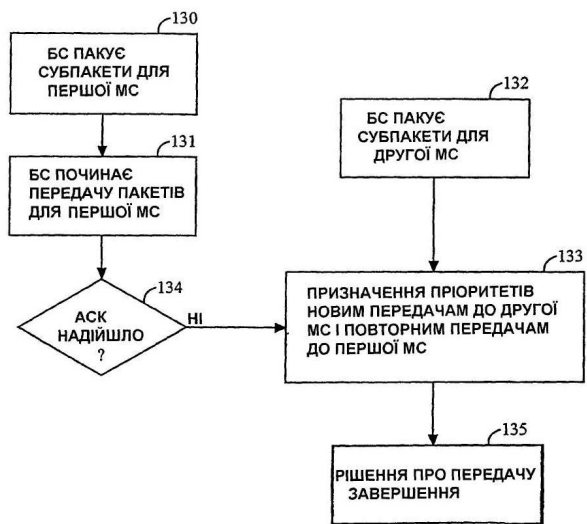 130
БС ПАКУЄ
СУБПАКЕТИ ДЛЯ
ПЕРШОЇ МС
131
БС ПОЧИНАЄ
ПЕРЕДАЧУ ПАКЕТІВ
ДЛЯ ПЕРШОЇ МС
134
АСК
НАДІЙШЛО
?
НІ
132
БС ПАКУЄ
СУБПАКЕТИ ДЛЯ
ДРУГОЇ МС
133
ПРИЗНАЧЕННЯ ПРІОРИТЕТІВ
НОВИМ ПЕРЕДАЧАМ ДО ДРУГОЇ
МС І ПОВТОРНИМ ПЕРЕДАЧАМ
ДО ПЕРШОЇ МС
135
РІШЕННЯ ПРО ПЕРЕДАЧУ
ЗАВЕРШЕННЯ